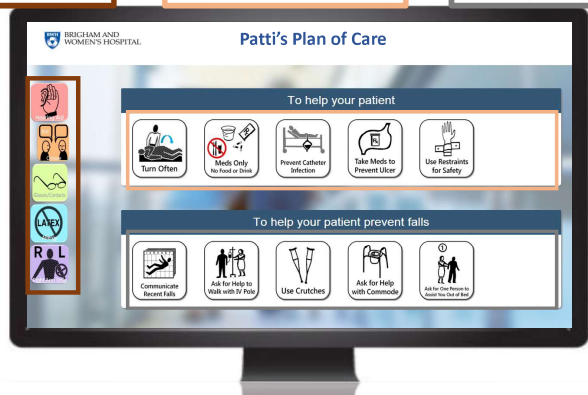 BRIGHAM AND
WOMEN'S HOSPITAL
Patti's Plan of Care
Glasses/Contacts
LATEX
R L
To help your patient
Turn Often
Meds Only
No Food or Drink
Prevent Catheter
Infection
Take Meds to
Prevent Ulcer
Use Restraints
for Safety
To help your patient prevent falls
Communicate
Recent Falls
Ask for Help to
Walk with IV Pole
Use Crutches
Ask for Help
with Commode
1
Ask for One Person to
Assist You Out of Bed